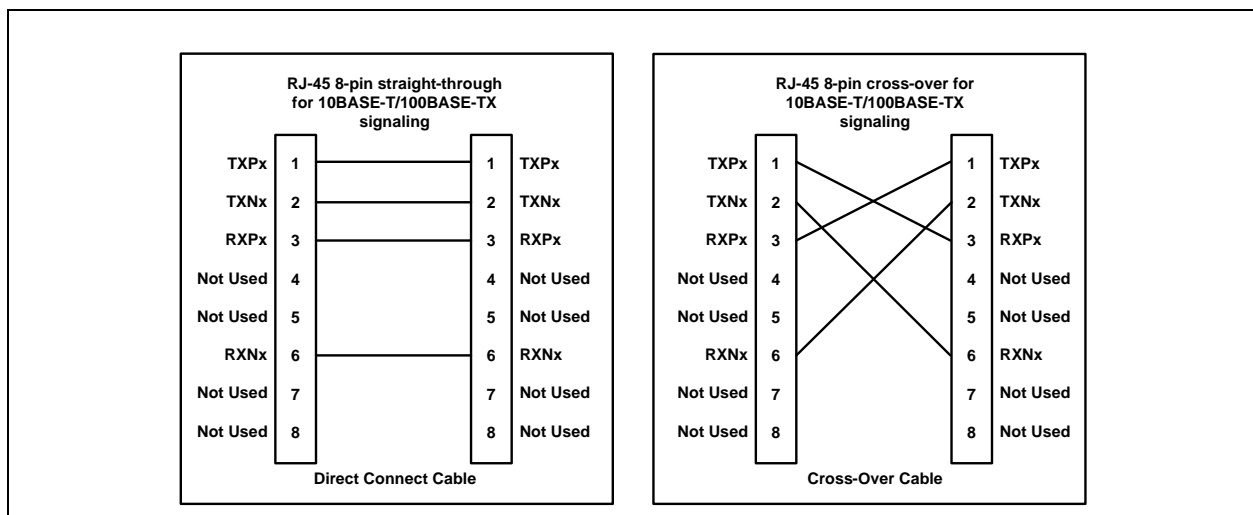 RJ-45 8-pin straight-through
for 10BASE-T/100BASE-TX
signaling
TXPx 1 1 TXPx
TXNx 2 2 TXNx
RXPx 3 3 RXPx
Not Used 4 4 Not Used
Not Used 5 5 Not Used
RXNx 6 6 RXNx
Not Used 7 7 Not Used
Not Used 8 8 Not Used
Direct Connect Cable
RJ-45 8-pin cross-over for
10BASE-T/100BASE-TX
signaling
TXPx 1 1 TXPx
TXNx 2 2 TXNx
RXPx 3 3 RXPx
Not Used 4 4 Not Used
Not Used 5 5 Not Used
RXNx 6 6 RXNx
Not Used 7 7 Not Used
Not Used 8 8 Not Used
Cross-Over Cable